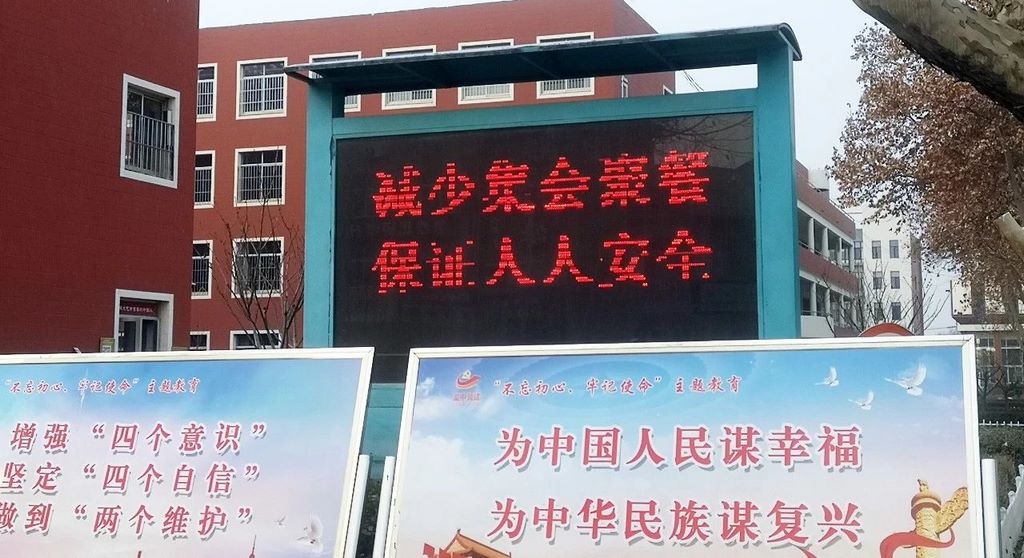 减少聚会聚餐
保证人人安全
“不忘初心、牢记使命”主题教育
增强“四个意识”
坚定“四个自信”
做到“两个维护”
“不忘初心、牢记使命”主题教育
为中国人民谋幸福
为中华民族谋复兴